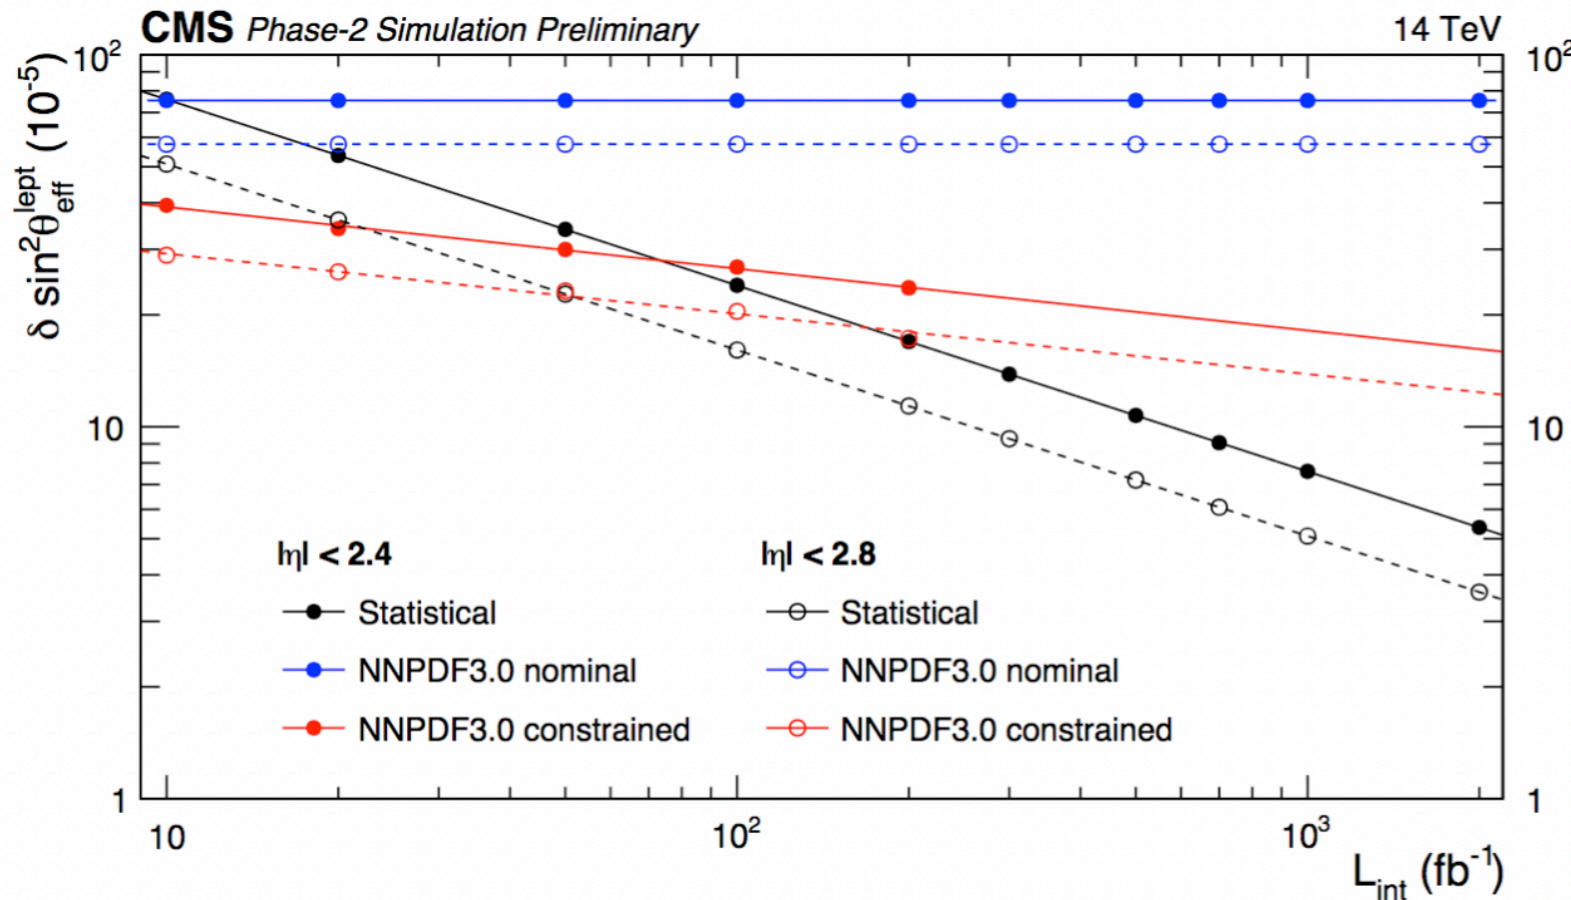 CMS Phase-2 Simulation Preliminary 14 TeV
δ sin²θ_eff^lept (10⁻⁵)
10² 10²
10 10
1 1
|η| < 2.4 |η| < 2.8
Statistical Statistical
NNPDF3.0 nominal NNPDF3.0 nominal
NNPDF3.0 constrained NNPDF3.0 constrained
10 10² 10³
L_int (fb⁻¹)